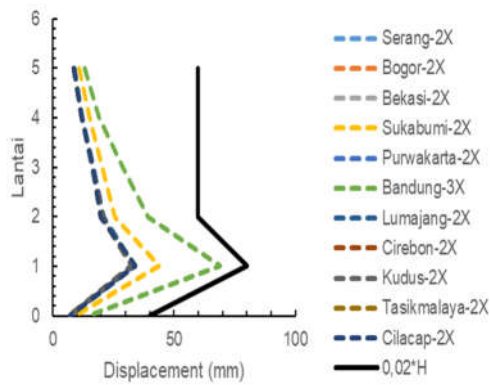 6
5
4
3
2
1
0
Lantai
0
50
100
Displacement (mm)
Serang-2X
Bogor-2X
Bekasi-2X
Sukabumi-2X
Purwakarta-2X
Bandung-3X
Lumajang-2X
Cirebon-2X
Kudus-2X
Tasikmalaya-2X
Cilacap-2X
0,02*H